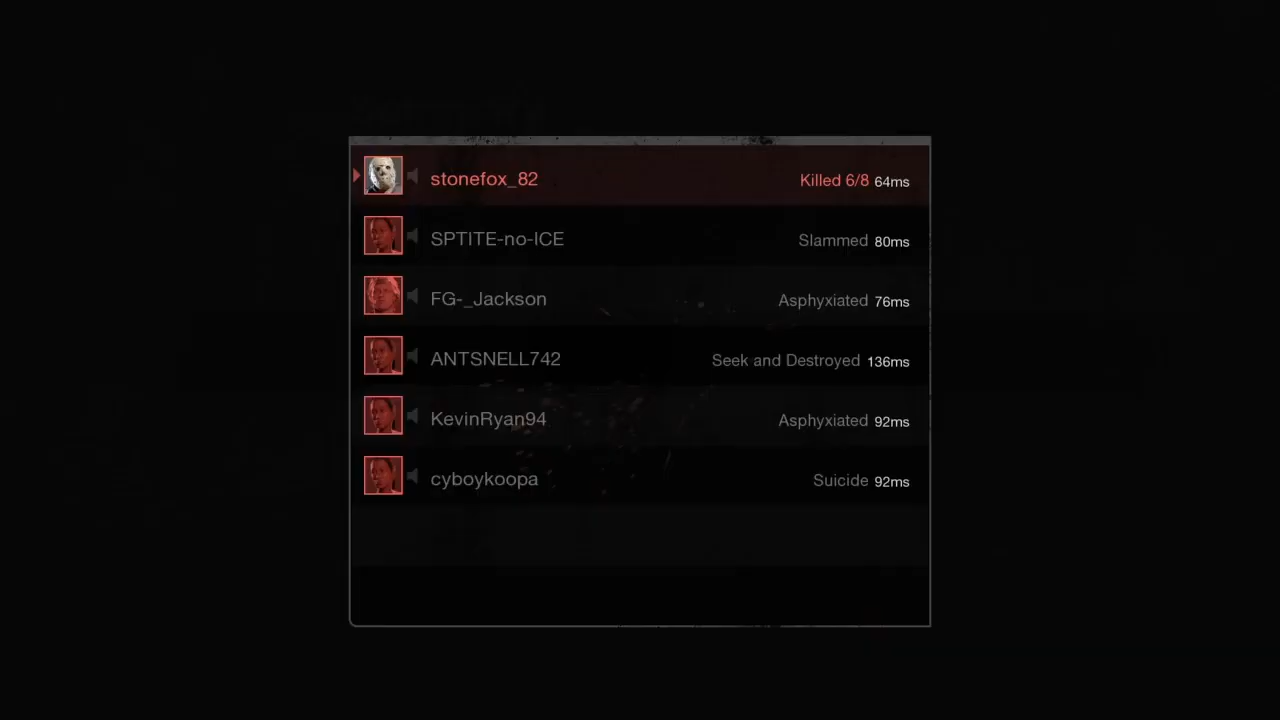 stonefox_82 Killed 6/8 64ms
SPTITE-no-ICE Slammed 80ms
FG-_Jackson Asphyxiated 76ms
ANTSNELL742 Seek and Destroyed 136ms
KevinRyan94 Asphyxiated 92ms
cyboykoopa Suicide 92ms